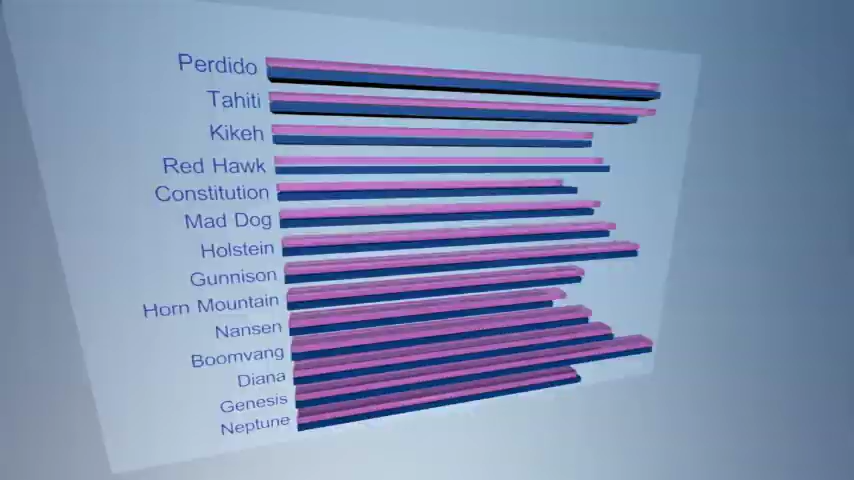 Perdido
Tahiti
Kikeh
Red Hawk
Constitution
Mad Dog
Holstein
Gunnison
Horn Mountain
Nansen
Boomvang
Diana
Genesis
Neptune